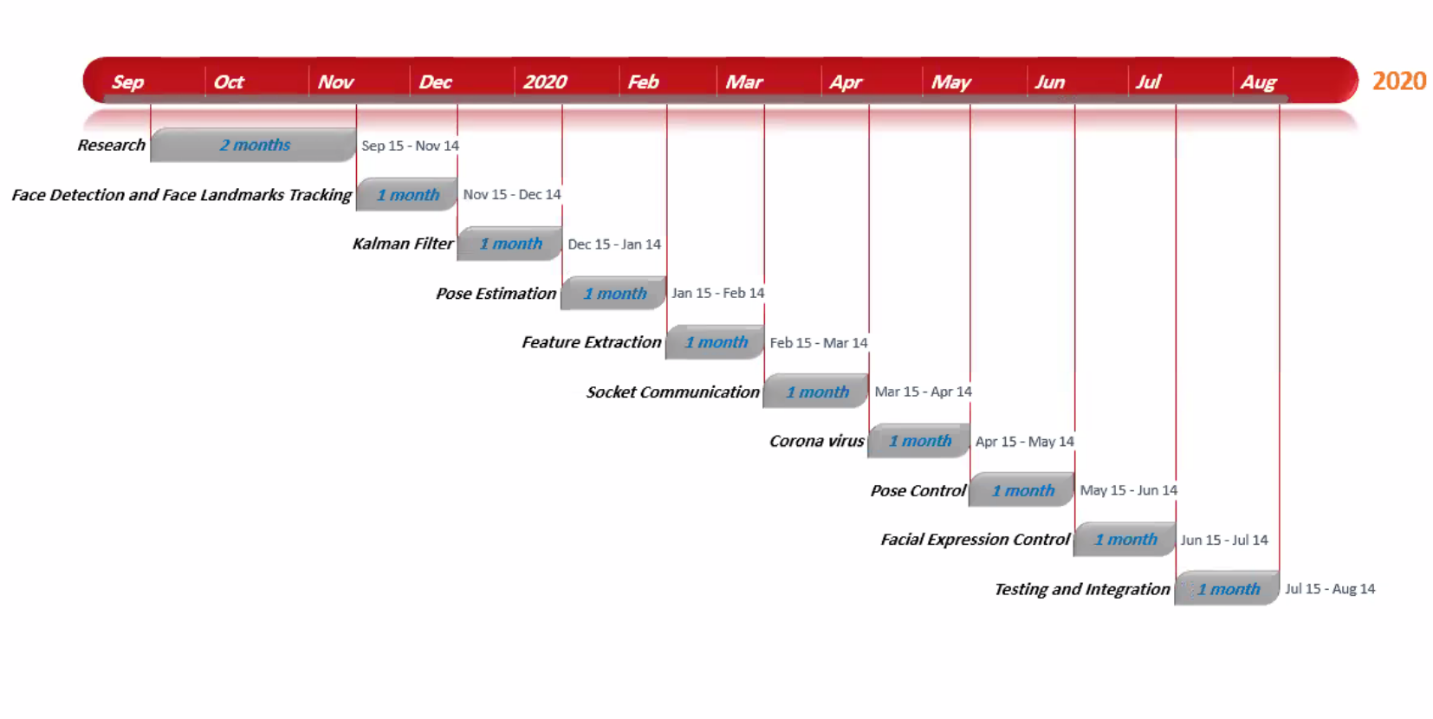 Sep Oct Nov Dec 2020 Feb Mar Apr May Jun Jul Aug 2020
Research 2 months Sep 15 - Nov 14
Face Detection and Face Landmarks Tracking 1 month Nov 15 - Dec 14
Kalman Filter 1 month Dec 15 - Jan 14
Pose Estimation 1 month Jan 15 - Feb 14
Feature Extraction 1 month Feb 15 - Mar 14
Socket Communication 1 month Mar 15 - Apr 14
Corona virus 1 month Apr 15 - May 14
Pose Control 1 month May 15 - Jun 14
Facial Expression Control 1 month Jun 15 - Jul 14
Testing and Integration 1 month Jul 15 - Aug 14